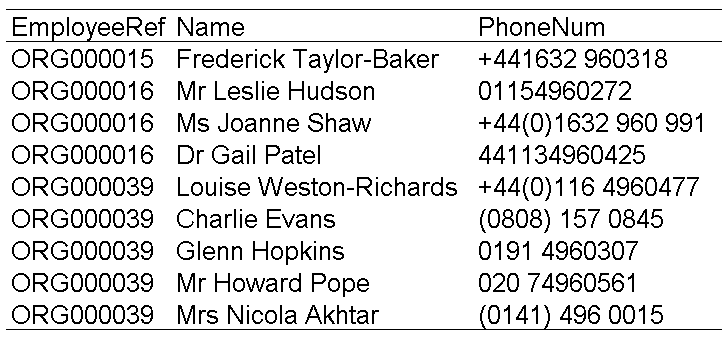 EmployeeRef Name PhoneNum
ORG000015 Frederick Taylor-Baker +441632 960318
ORG000016 Mr Leslie Hudson 01154960272
ORG000016 Ms Joanne Shaw +44(0)1632 960 991
ORG000016 Dr Gail Patel 441134960425
ORG000039 Louise Weston-Richards +44(0)116 4960477
ORG000039 Charlie Evans (0808) 157 0845
ORG000039 Glenn Hopkins 0191 4960307
ORG000039 Mr Howard Pope 020 74960561
ORG000039 Mrs Nicola Akhtar (0141) 496 0015